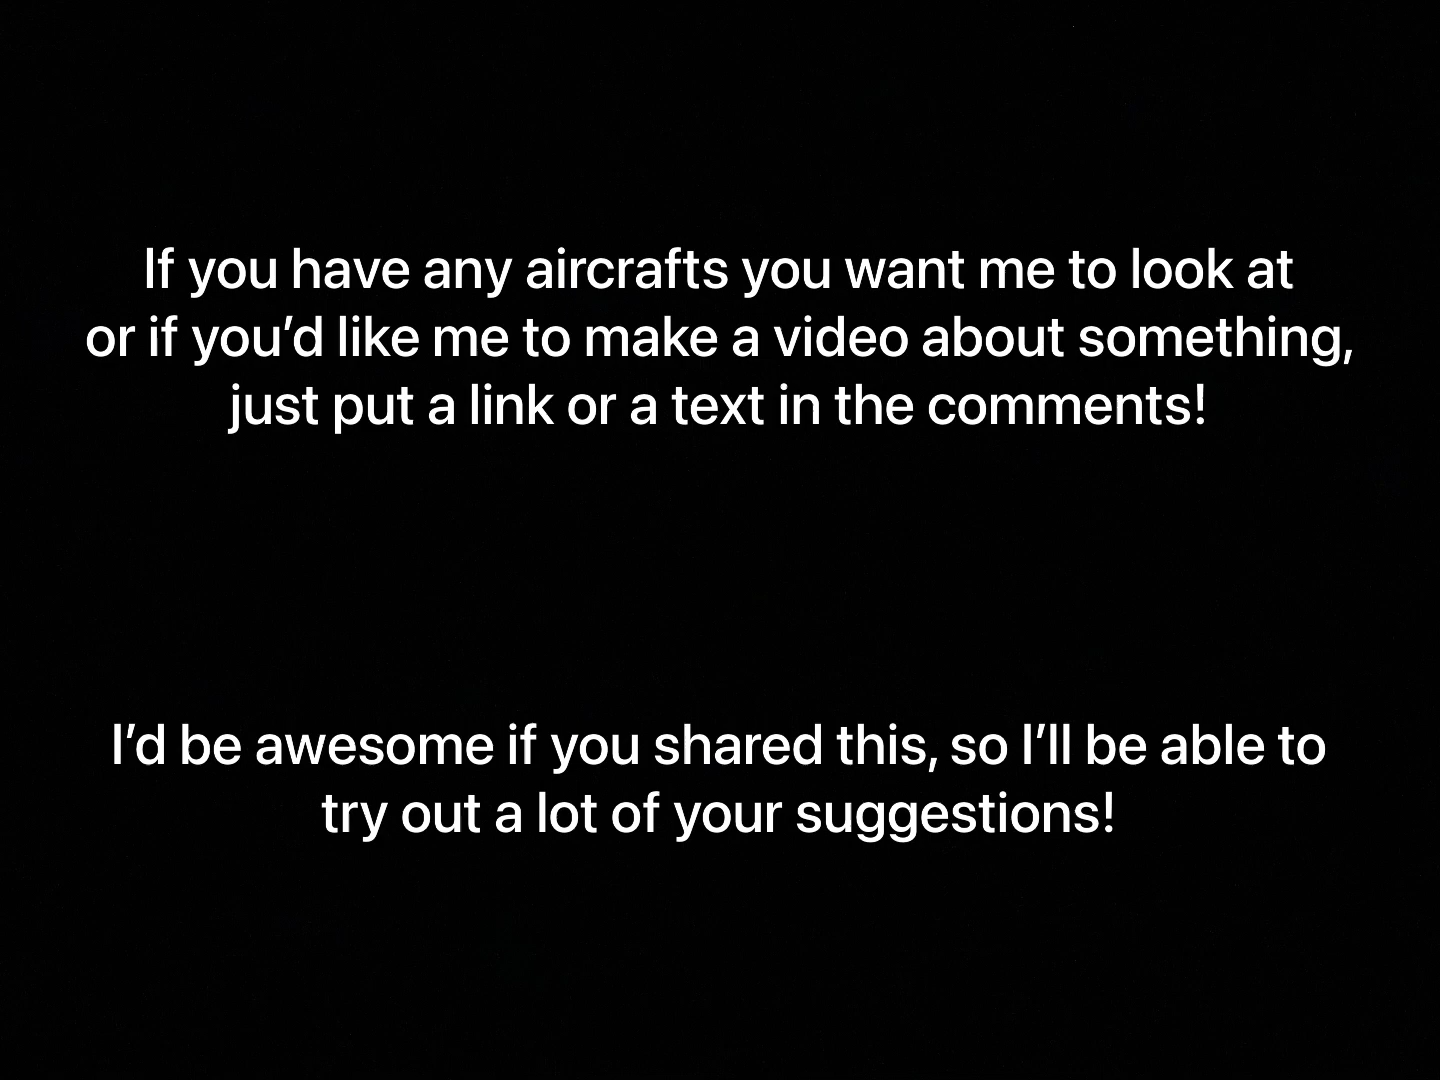 If you have any aircrafts you want me to look at
or if you’d like me to make a video about something,
just put a link or a text in the comments!
I’d be awesome if you shared this, so I’ll be able to
try out a lot of your suggestions!